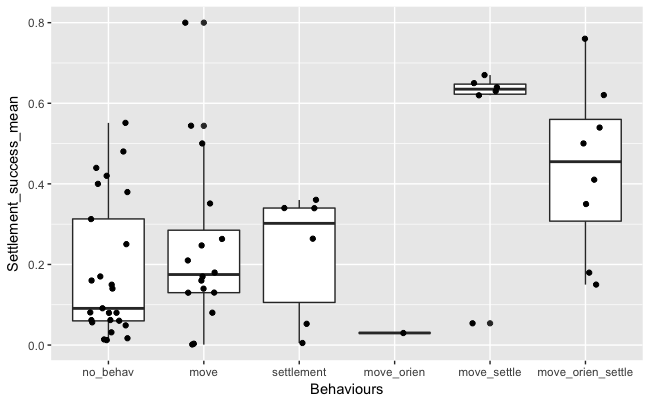 Settlement_success_mean
0.8
0.6
0.4
0.2
0.0
no_behav move settlement move_orien move_settle move_orien_settle
Behaviours